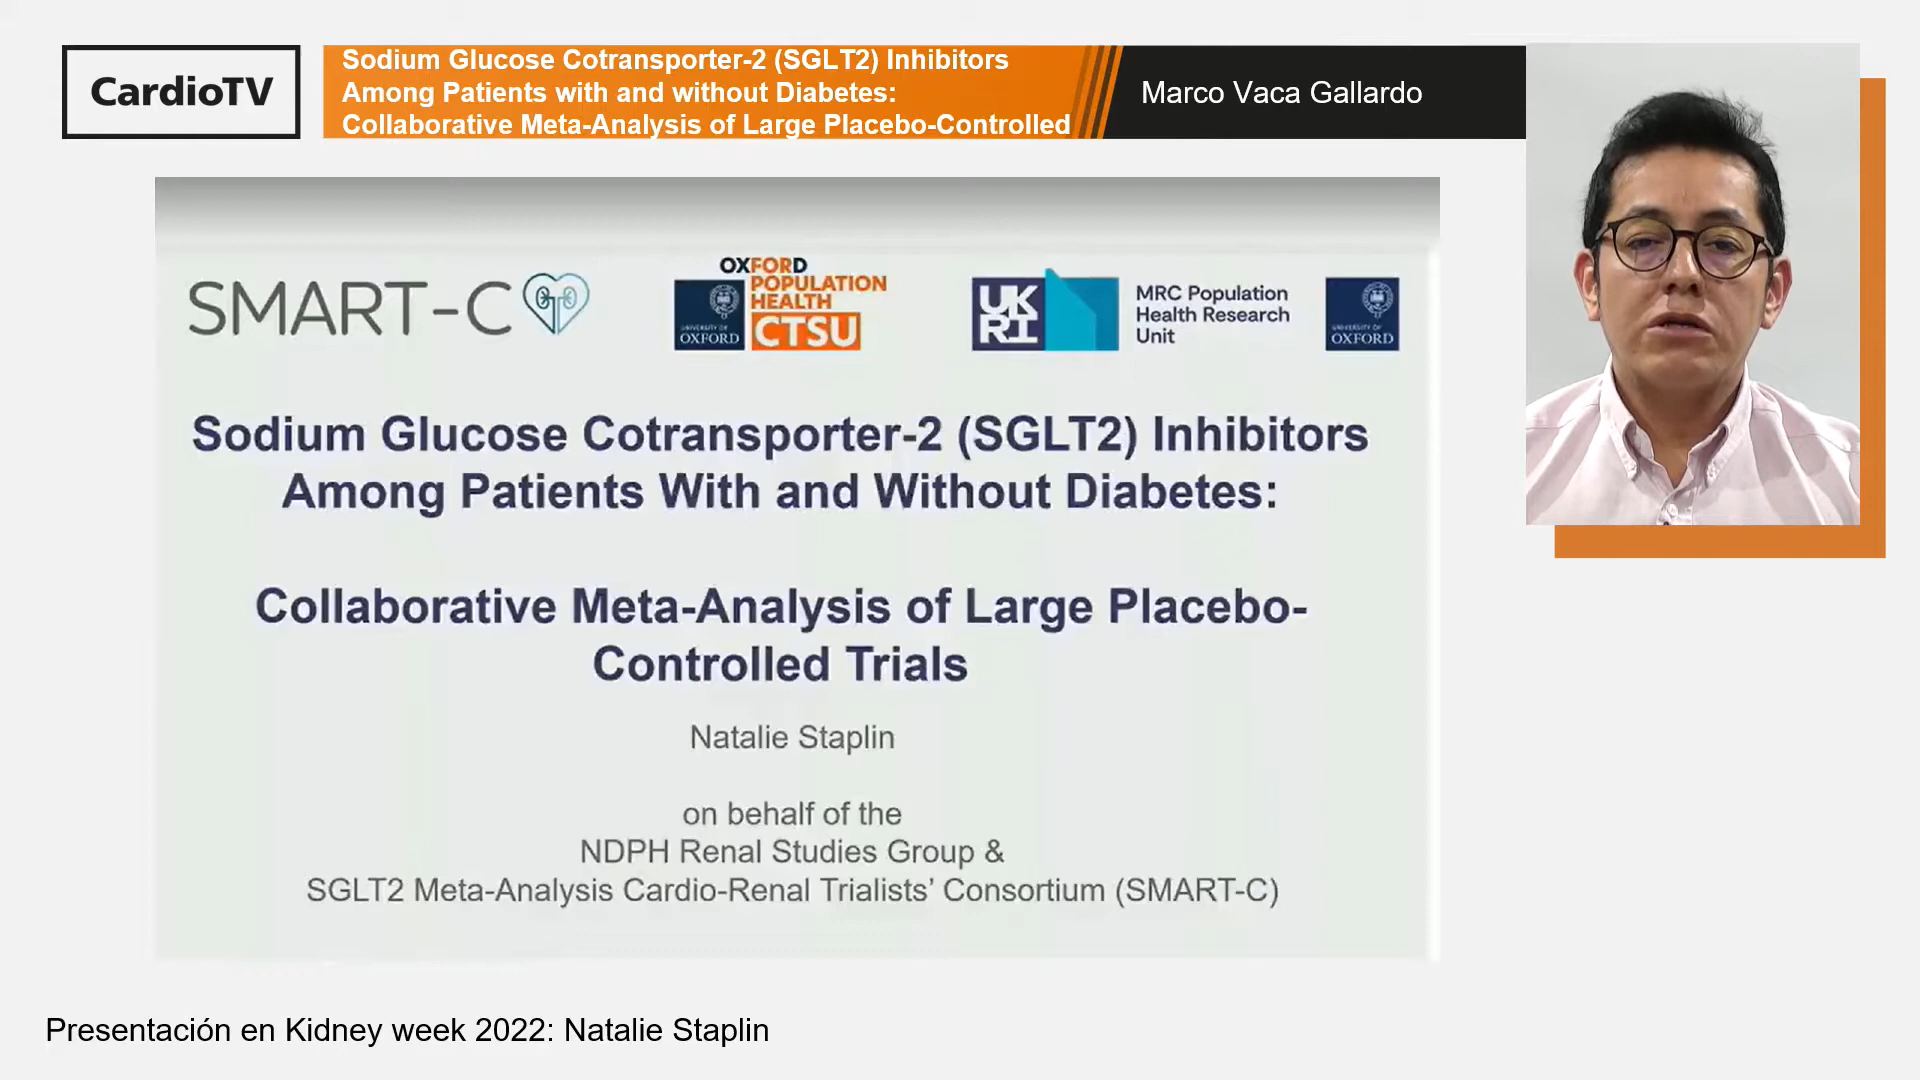 CardioTV
Sodium Glucose Cotransporter-2 (SGLT2) Inhibitors
Among Patients with and without Diabetes:
Collaborative Meta-Analysis of Large Placebo-Controlled
Marco Vaca Gallardo
SMART-C
OXFORD
POPULATION
HEALTH
CTSU
UNIVERSITY OF
OXFORD
UK
RI
MRC Population
Health Research
Unit
UNIVERSITY OF
OXFORD
Sodium Glucose Cotransporter-2 (SGLT2) Inhibitors
Among Patients With and Without Diabetes:
Collaborative Meta-Analysis of Large Placebo-
Controlled Trials
Natalie Staplin
on behalf of the
NDPH Renal Studies Group &
SGLT2 Meta-Analysis Cardio-Renal Trialists’ Consortium (SMART-C)
Presentación en Kidney week 2022: Natalie Staplin